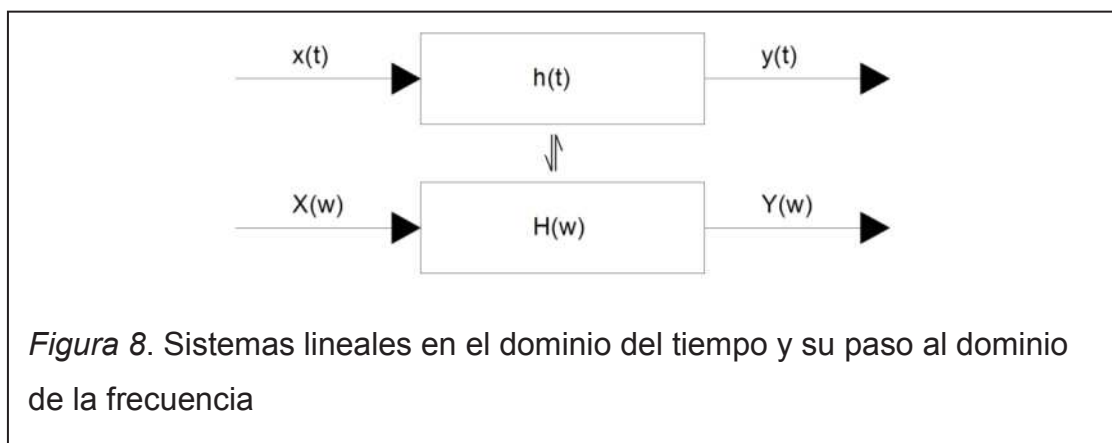 x(t)
h(t)
y(t)
X(w)
H(w)
Y(w)
Figura 8. Sistemas lineales en el dominio del tiempo y su paso al dominio
de la frecuencia